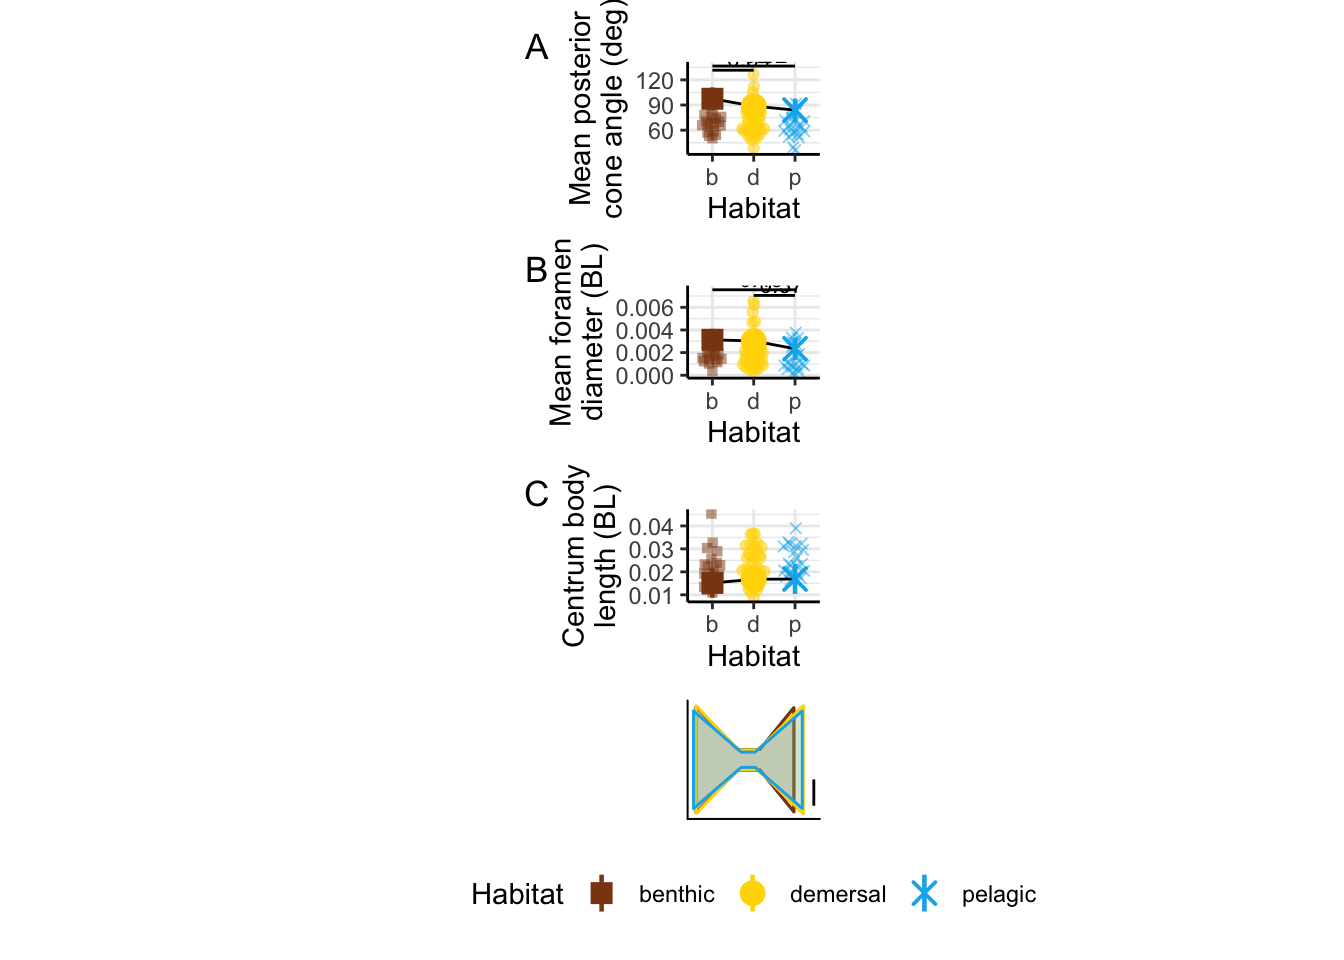 A
Mean posterior
cone angle (deg)
120
90
60
b d p
Habitat
B
Mean foramen
diameter (BL)
0.006
0.004
0.002
0.000
b d p
Habitat
C
Centrum body
length (BL)
0.04
0.03
0.02
0.01
b d p
Habitat
Habitat benthic demersal pelagic